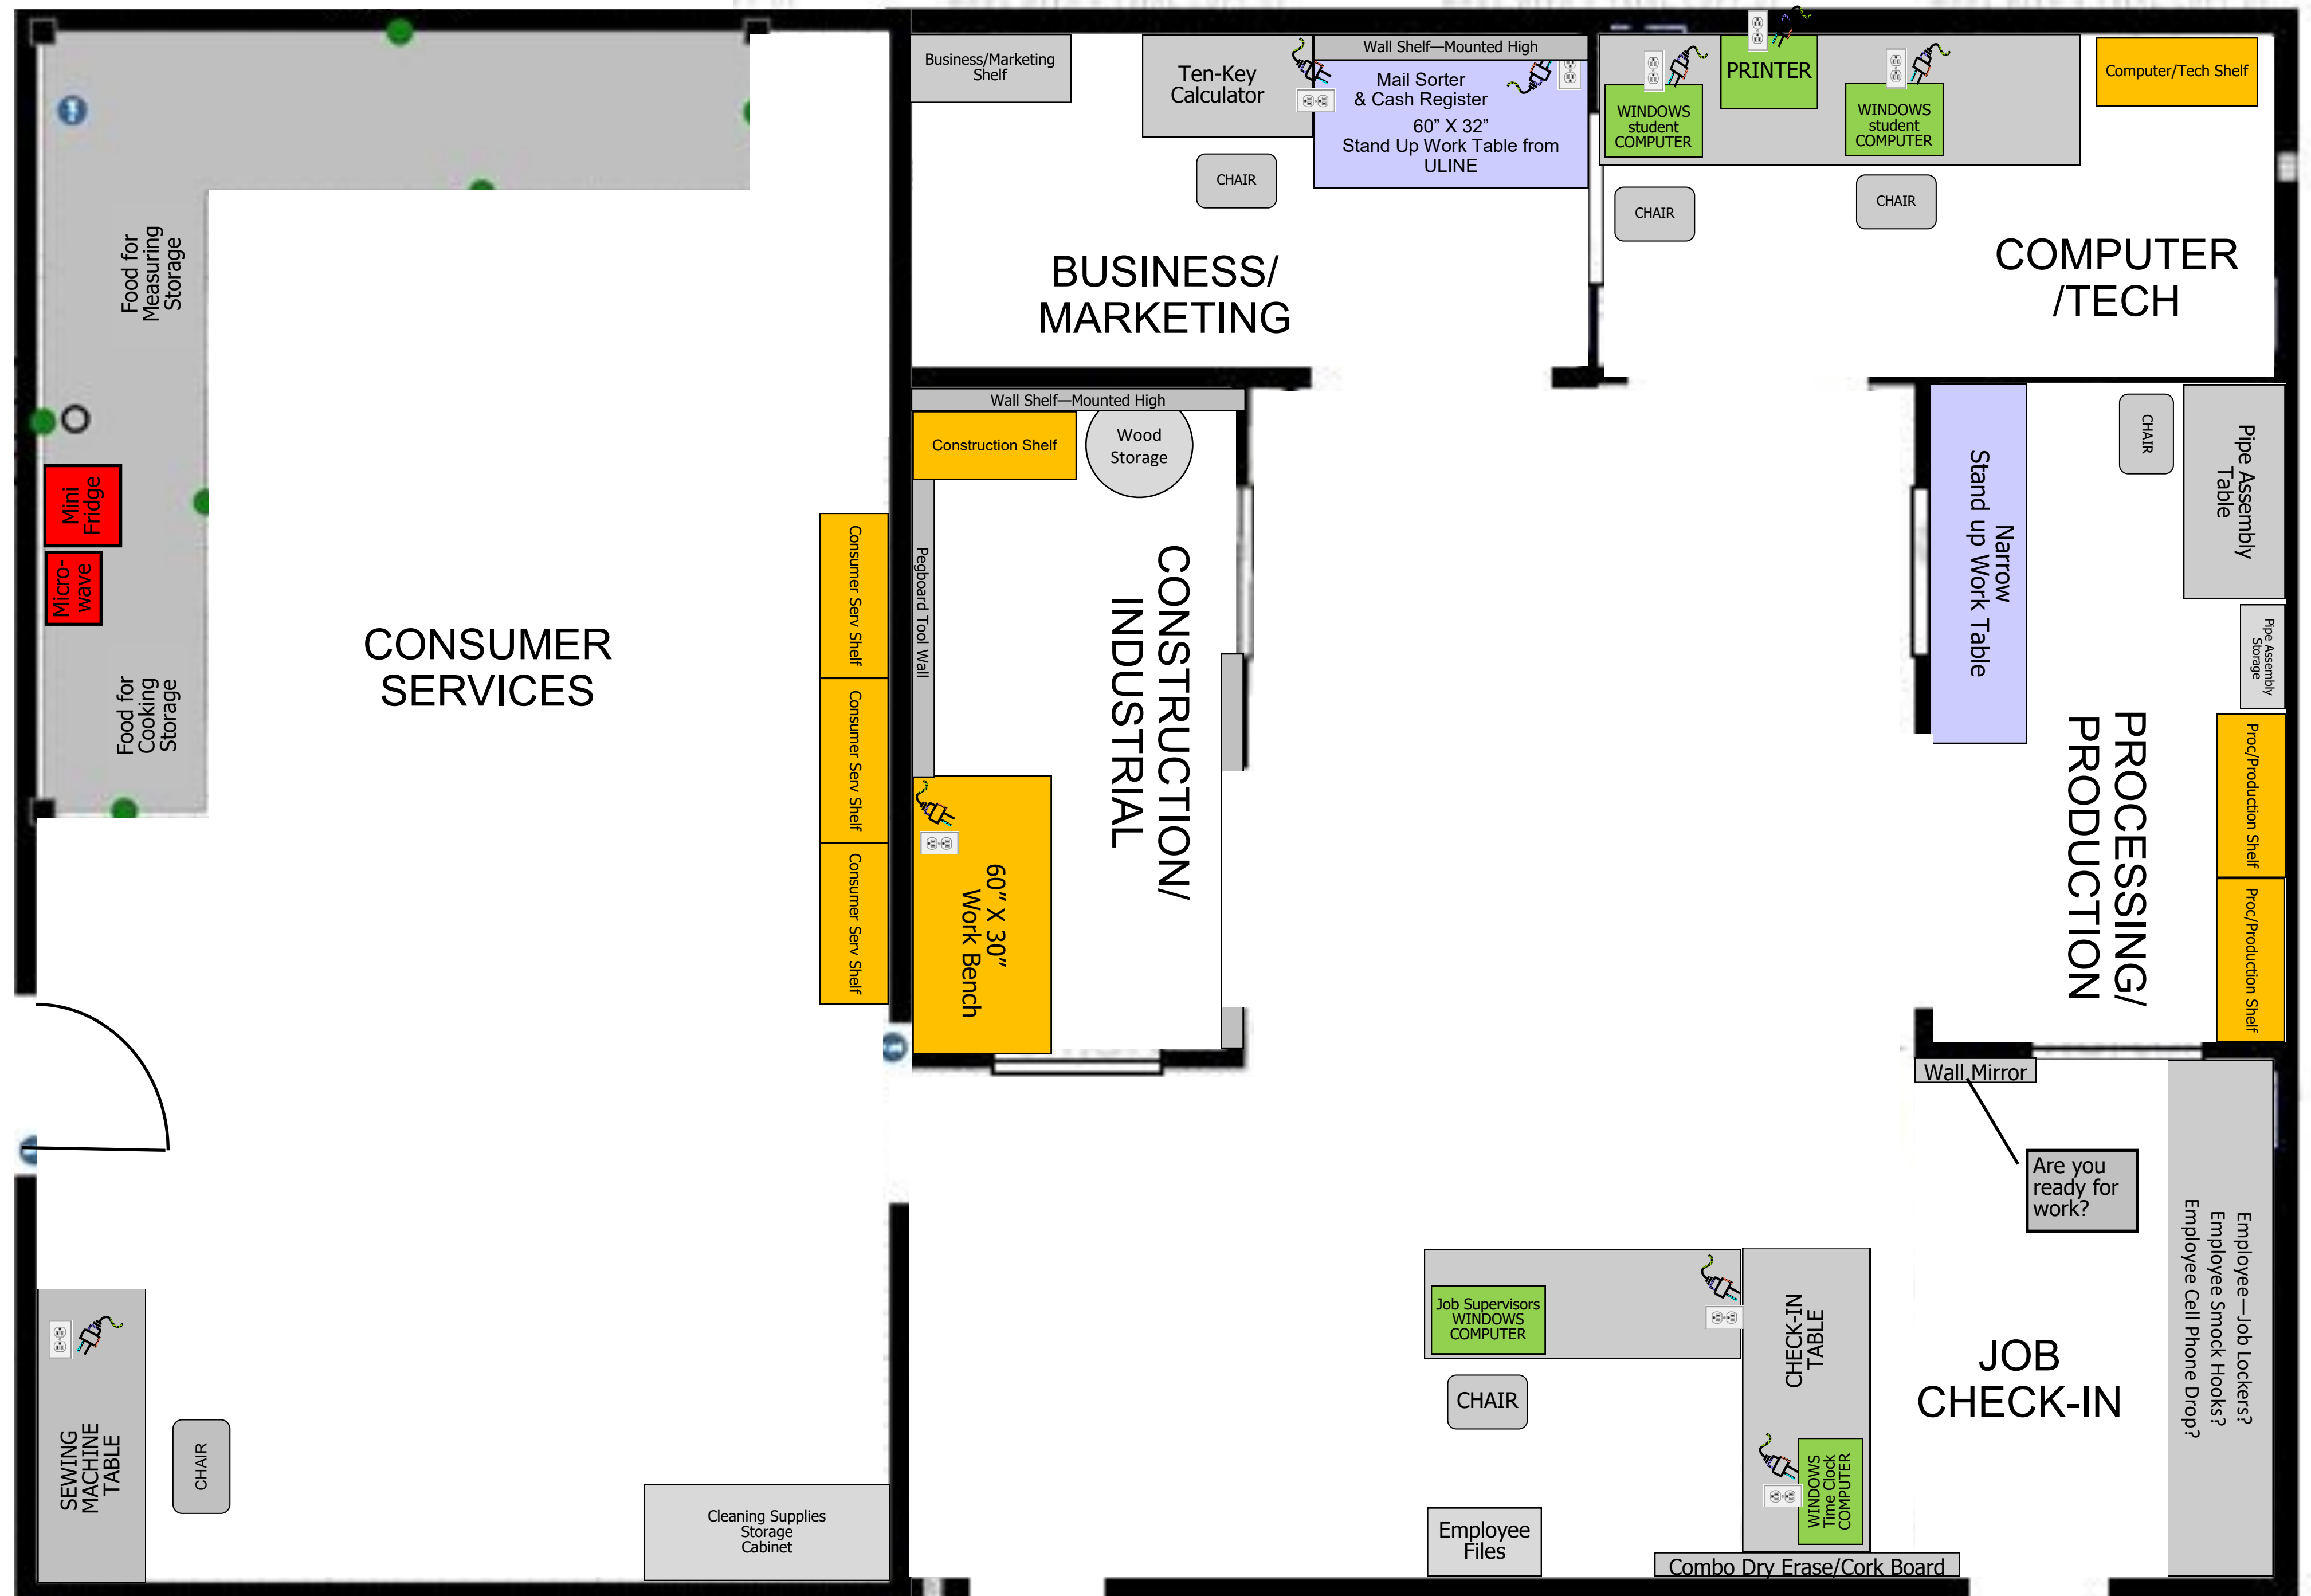 Business/Marketing
Shelf
Ten-Key
Calculator
Wall Shelf—Mounted High
Mail Sorter
& Cash Register
60” X 32”
Stand Up Work Table from
ULINE
CHAIR
BUSINESS/
MARKETING
WINDOWS
student
COMPUTER
PRINTER
WINDOWS
student
COMPUTER
Computer/Tech Shelf
CHAIR
CHAIR
COMPUTER
/TECH
Food for
Measuring
Storage
Mini
Fridge
Micro-
wave
Food for
Cooking
Storage
CONSUMER
SERVICES
Consumer Serv Shelf
Consumer Serv Shelf
Consumer Serv Shelf
SEWING
MACHINE
TABLE
CHAIR
Cleaning Supplies
Storage
Cabinet
Wall Shelf—Mounted High
Construction Shelf
Wood
Storage
Pegboard Tool Wall
CONSTRUCTION/
INDUSTRIAL
60” X 30”
Work Bench
Narrow
Stand up Work Table
CHAIR
Pipe Assembly
Table
Pipe Assembly
Storage
Proc/Production Shelf
Proc/Production Shelf
PROCESSING/
PRODUCTION
Wall Mirror
Are you
ready for
work?
Employee—Job Lockers?
Employee Smock Hooks?
Employee Cell Phone Drop?
Job Supervisors
WINDOWS
COMPUTER
CHECK-IN
TABLE
CHAIR
WINDOWS
Time Clock
COMPUTER
JOB
CHECK-IN
Employee
Files
Combo Dry Erase/Cork Board